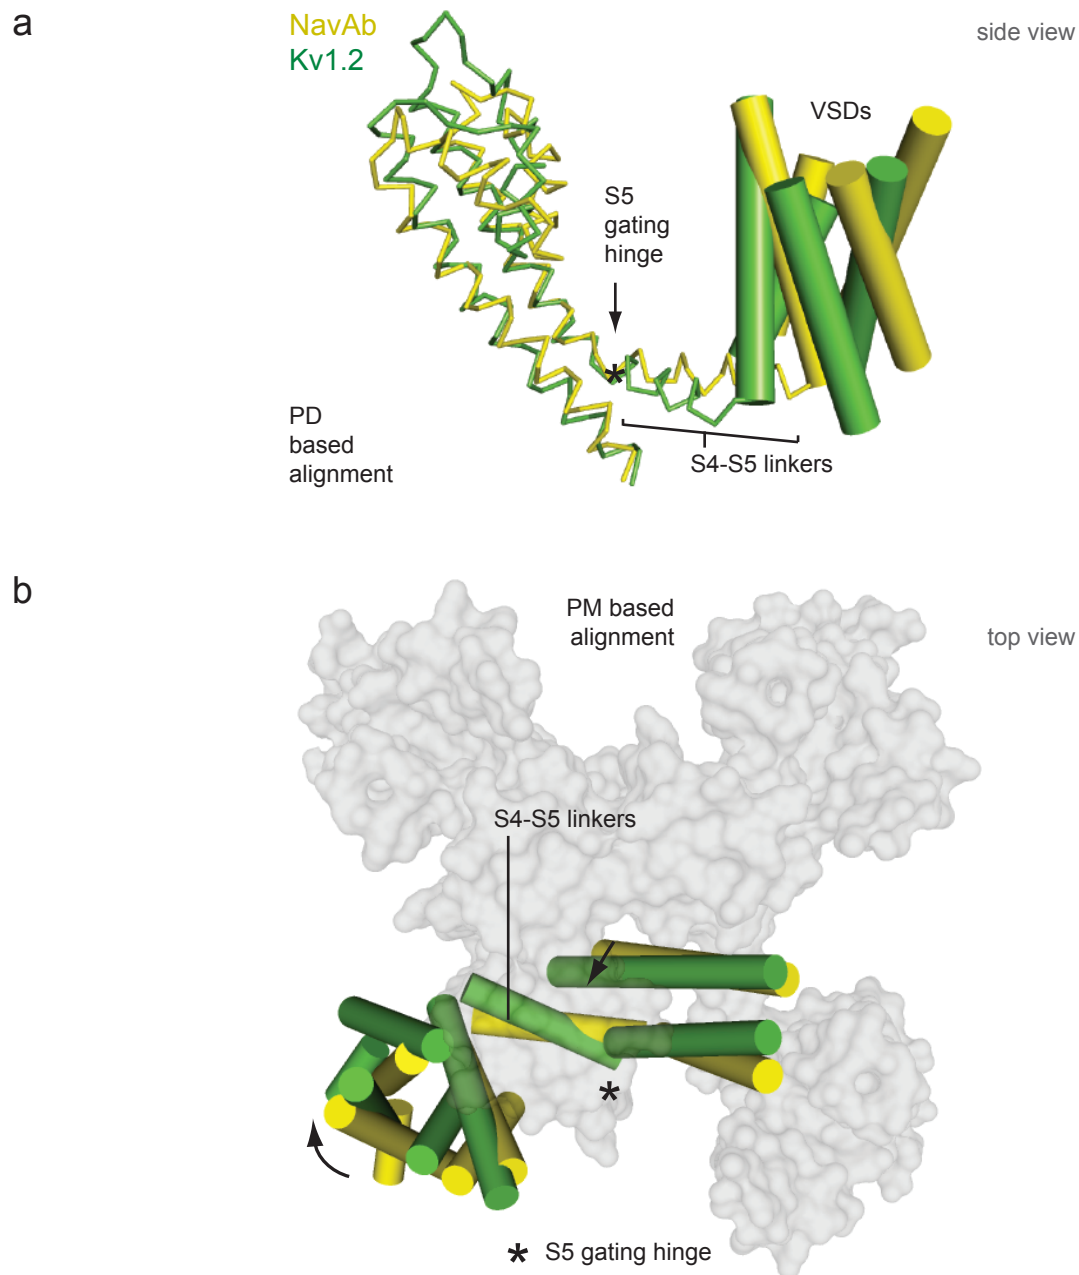 a
NavAb
Kv1.2
side view
VSDs
S5
gating
hinge
*
PD
based
alignment
S4-S5 linkers
b
PM based
alignment
top view
S4-S5 linkers
*
* S5 gating hinge